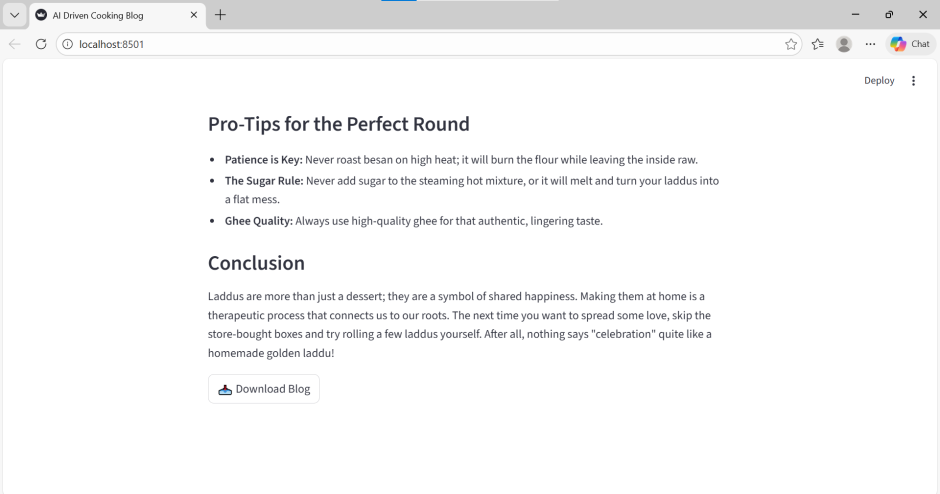 AI Driven Cooking Blog
localhost:8501
Chat
Deploy
Pro-Tips for the Perfect Round
• Patience is Key: Never roast besan on high heat; it will burn the flour while leaving the inside raw.
• The Sugar Rule: Never add sugar to the steaming hot mixture, or it will melt and turn your laddus into
a flat mess.
• Ghee Quality: Always use high-quality ghee for that authentic, lingering taste.
Conclusion
Laddus are more than just a dessert; they are a symbol of shared happiness. Making them at home is a
therapeutic process that connects us to our roots. The next time you want to spread some love, skip the
store-bought boxes and try rolling a few laddus yourself. After all, nothing says "celebration" quite like a
homemade golden laddu!
Download Blog